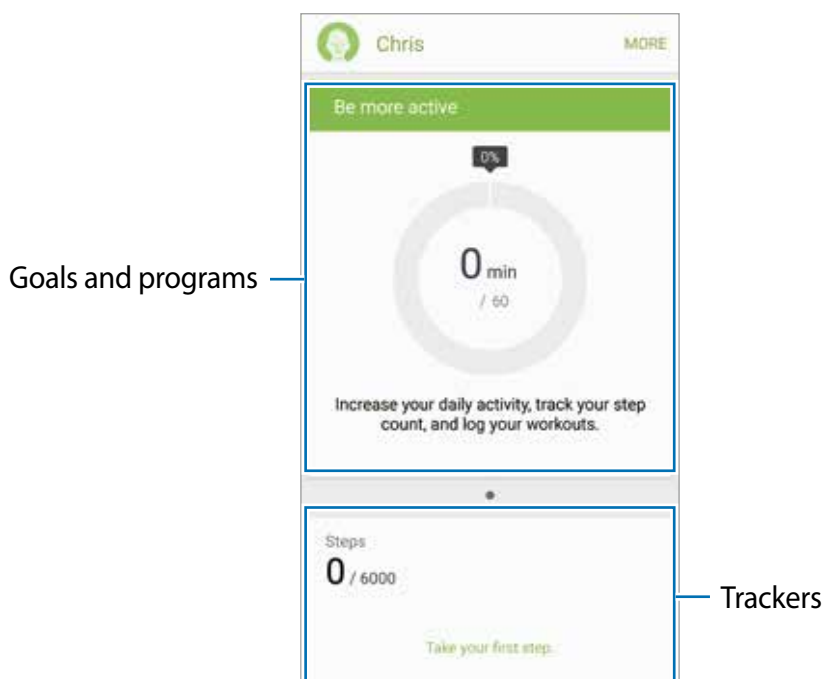 Chris MORE
Be more active
0%
Goals and programs
0 min
/ 60
Increase your daily activity, track your step
count, and log your workouts.
Steps
0 / 6000
Trackers
Take your first step.